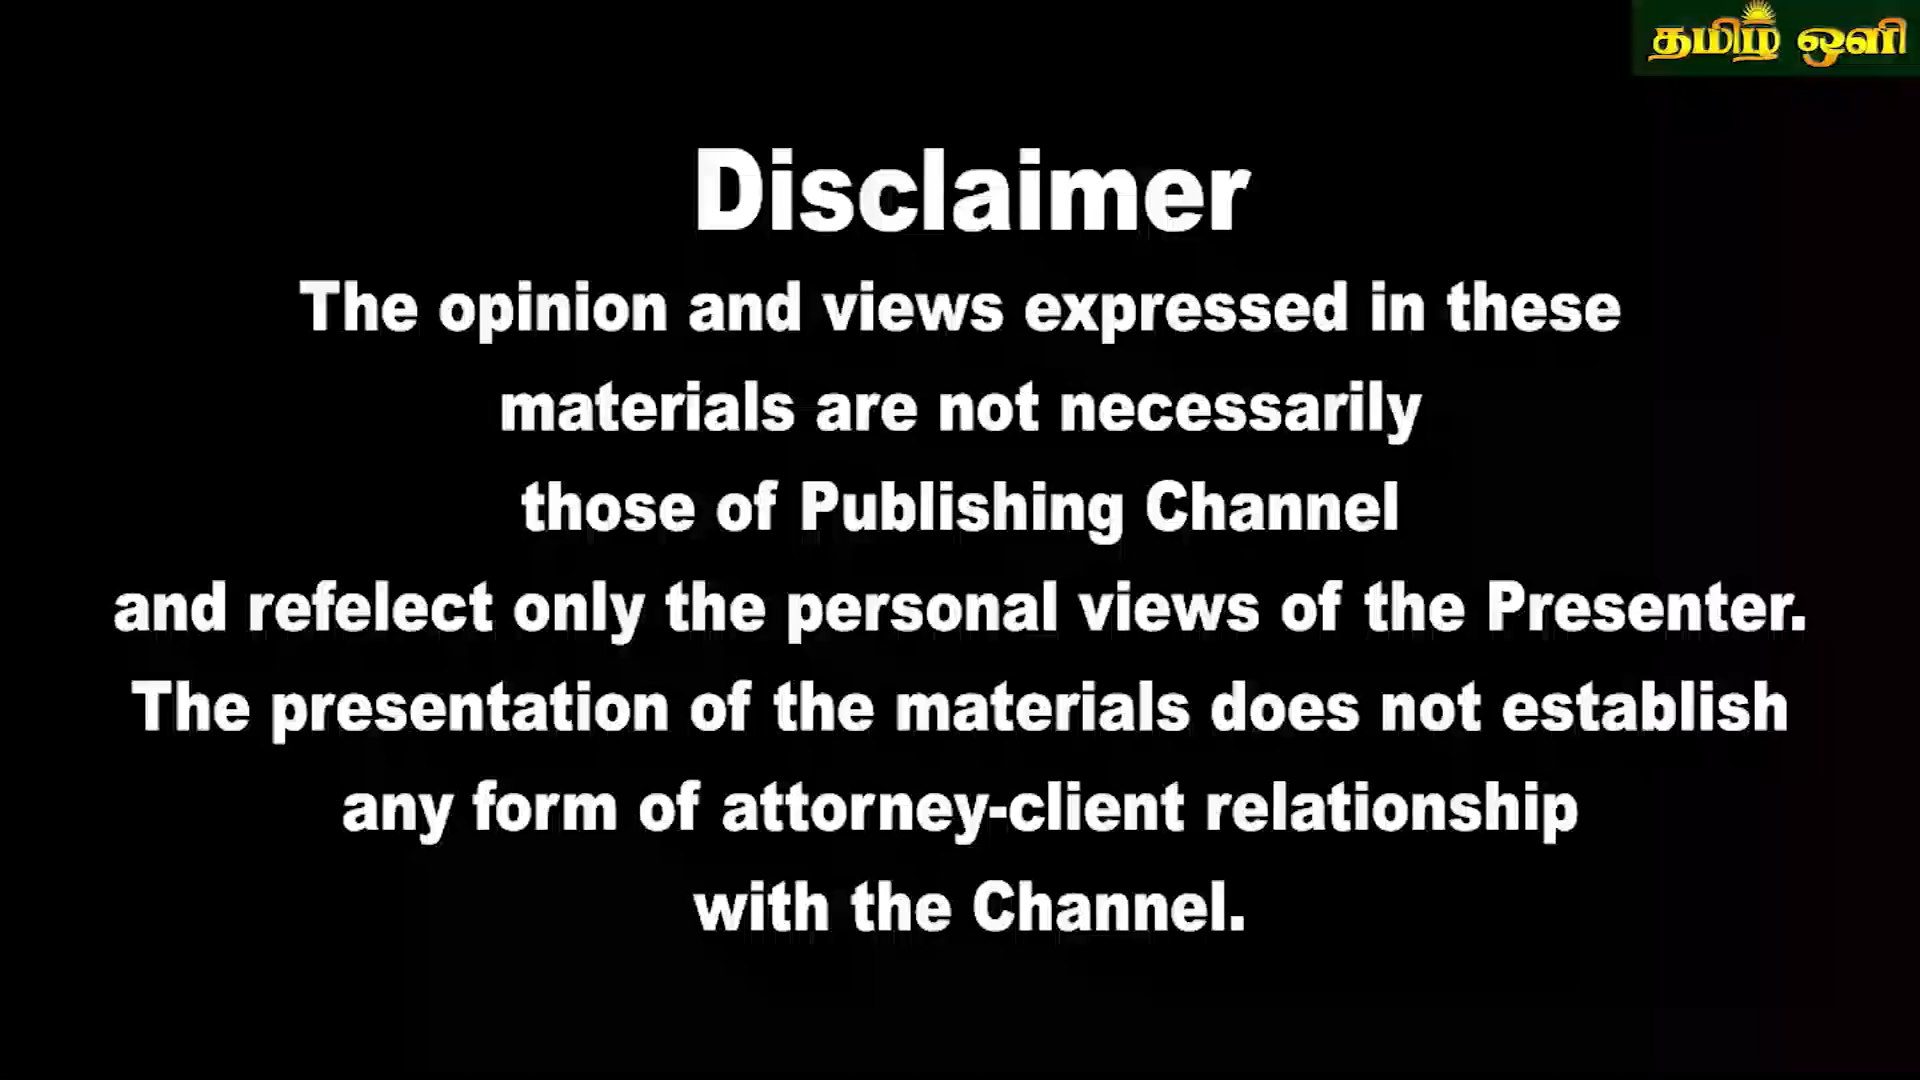 தமிழ் ஒளி
Disclaimer
The opinion and views expressed in these
materials are not necessarily
those of Publishing Channel
and refelect only the personal views of the Presenter.
The presentation of the materials does not establish
any form of attorney-client relationship
with the Channel.